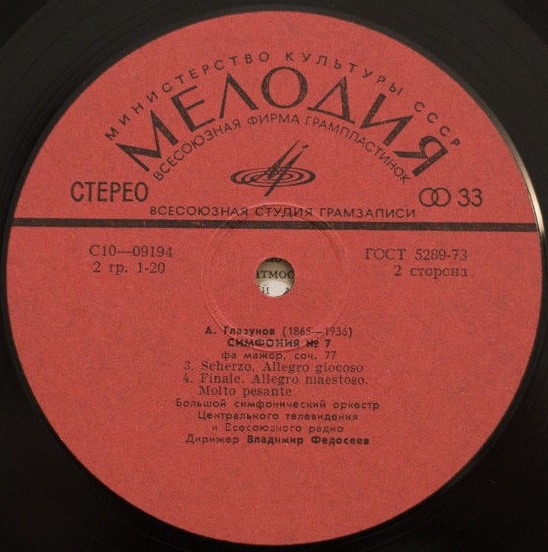 МИНИСТЕРСТВО КУЛЬТУРЫ СССР
МЕЛОДИЯ
ВСЕСОЮЗНАЯ ФИРМА ГРАМПЛАСТИНОК
СТЕРЕО
33
ВСЕСОЮЗНАЯ СТУДИЯ ГРАМЗАПИСИ
С10—09194
ГОСТ 5289-73
2 гр. 1-20
2 сторона
А. Глазунов (1865—1936)
СИМФОНИЯ № 7
фа мажор, соч. 77
3. Scherzo. Allegro giocoso
4. Finale. Allegro maestoso.
Molto pesante
Большой симфонический оркестр
Центрального телевидения
и Всесоюзного радио
Дирижер Владимир Федосеев